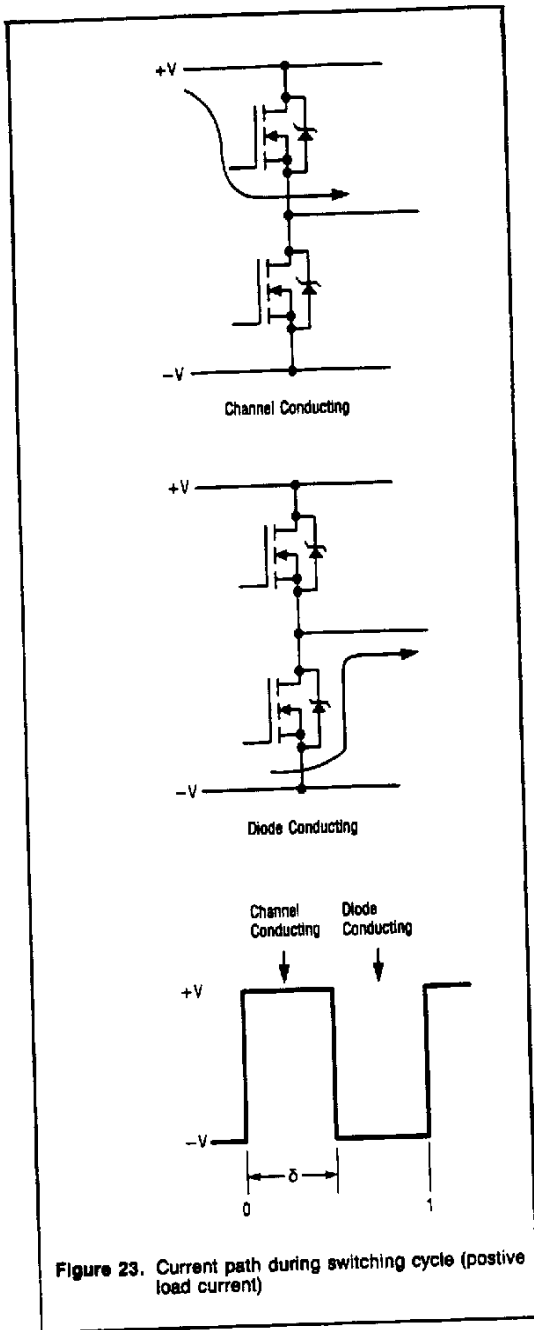 +V
-V
Channel Conducting
+V
-V
Diode Conducting
Channel Conducting
Diode Conducting
+V
-V
δ
0
1
Figure 23. Current path during switching cycle (postive
load current)